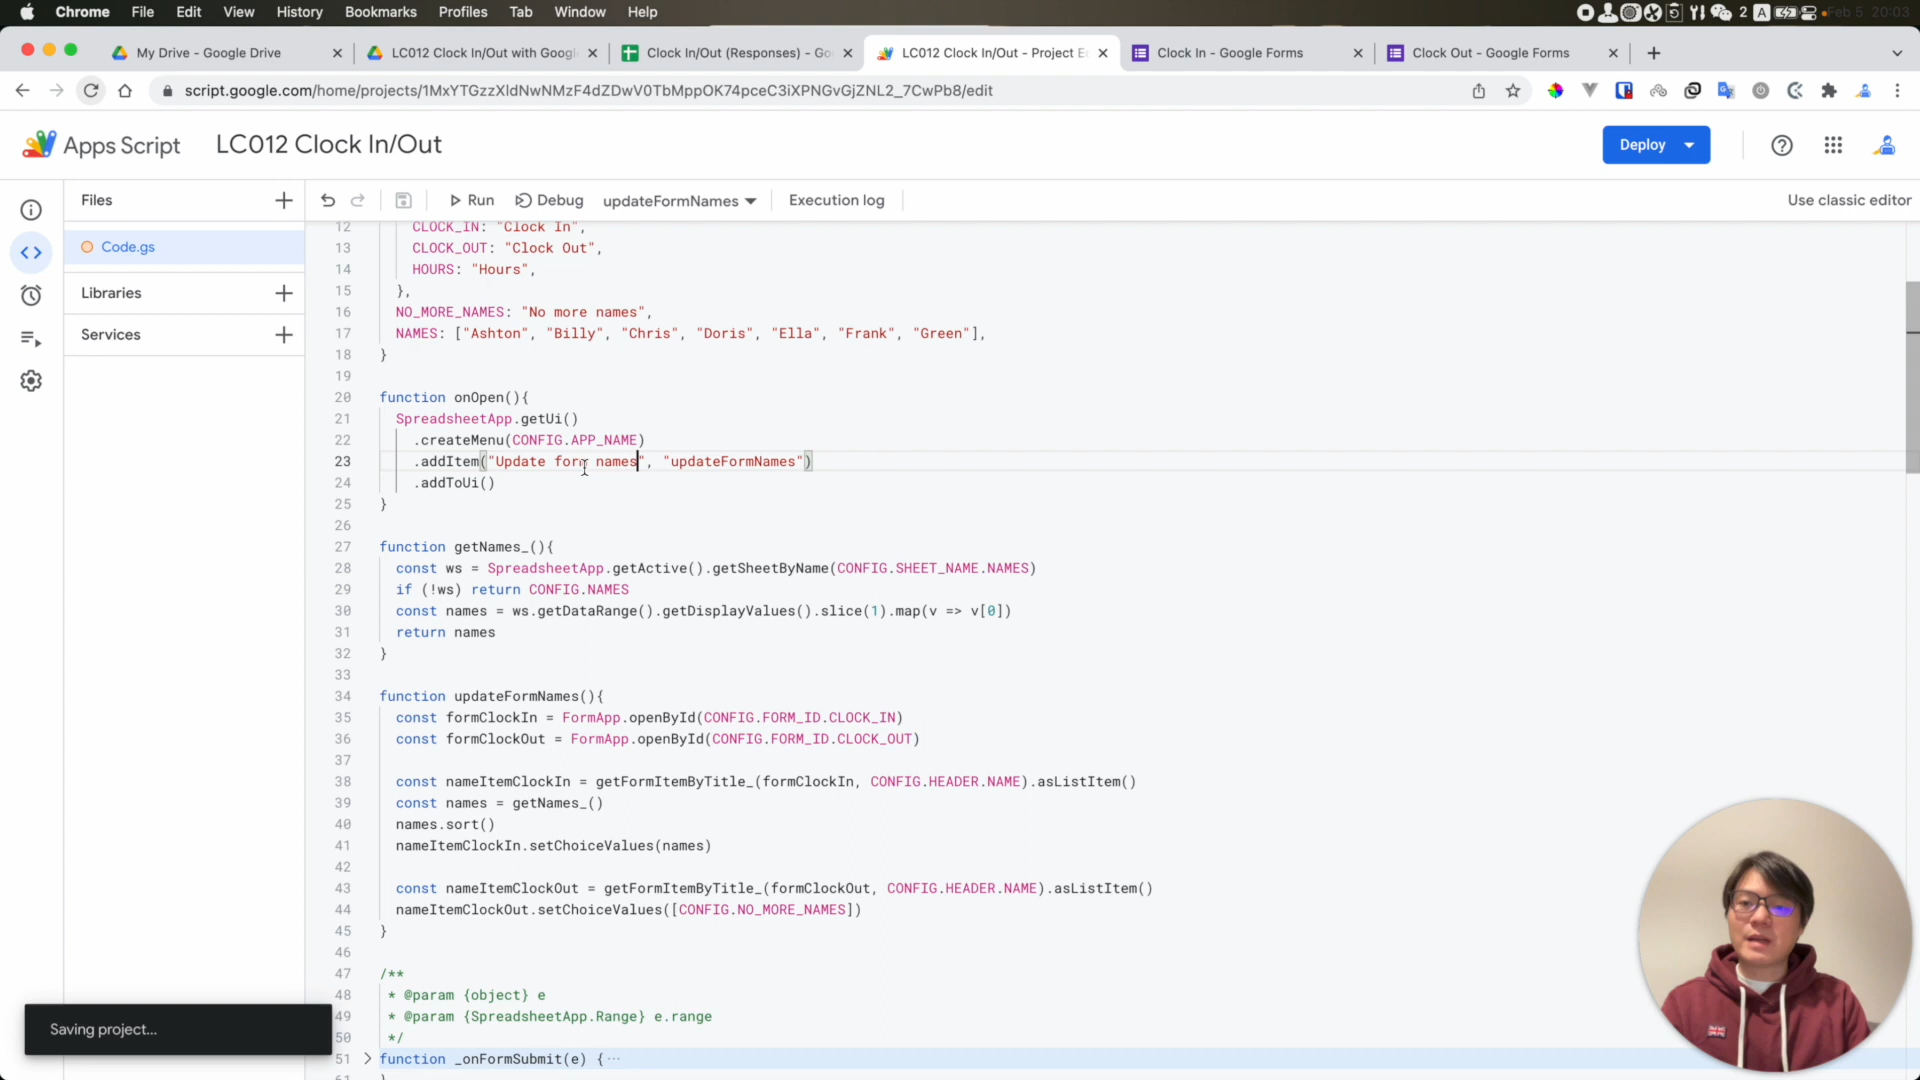 Chrome File Edit View History Bookmarks Profiles Tab Window Help 2 A Feb 5 20:03
My Drive - Google Drive LC012 Clock In/Out with Googl Clock In/Out (Responses) - Go LC012 Clock In/Out - Project E Clock In - Google Forms Clock Out - Google Forms
script.google.com/home/projects/1MxYTGzzXldNwNMzF4dZDwV0TbMppOK74pceC3iXPNGvGjZNL2_7CwPb8/edit
Apps Script LC012 Clock In/Out Deploy
Files Run Debug updateFormNames Execution log Use classic editor
Code.gs
Libraries
Services
12 CLOCK_IN: "Clock In",
13 CLOCK_OUT: "Clock Out",
14 HOURS: "Hours",
15 },
16 NO_MORE_NAMES: "No more names",
17 NAMES: ["Ashton", "Billy", "Chris", "Doris", "Ella", "Frank", "Green"],
18 }
19
20 function onOpen(){
21 SpreadsheetApp.getUi()
22 .createMenu(CONFIG.APP_NAME)
23 .addItem("Update form names", "updateFormNames")
24 .addToUi()
25 }
26
27 function getNames_(){
28 const ws = SpreadsheetApp.getActive().getSheetByName(CONFIG.SHEET_NAME.NAMES)
29 if (!ws) return CONFIG.NAMES
30 const names = ws.getDataRange().getDisplayValues().slice(1).map(v => v[0])
31 return names
32 }
33
34 function updateFormNames(){
35 const formClockIn = FormApp.openById(CONFIG.FORM_ID.CLOCK_IN)
36 const formClockOut = FormApp.openById(CONFIG.FORM_ID.CLOCK_OUT)
37
38 const nameItemClockIn = getFormItemByTitle_(formClockIn, CONFIG.HEADER.NAME).asListItem()
39 const names = getNames_()
40 names.sort()
41 nameItemClockIn.setChoiceValues(names)
42
43 const nameItemClockOut = getFormItemByTitle_(formClockOut, CONFIG.HEADER.NAME).asListItem()
44 nameItemClockOut.setChoiceValues([CONFIG.NO_MORE_NAMES])
45 }
46
47 /**
48 * @param {object} e
49 * @param {SpreadsheetApp.Range} e.range
50 */
51 function _onFormSubmit(e) { ···
Saving project...